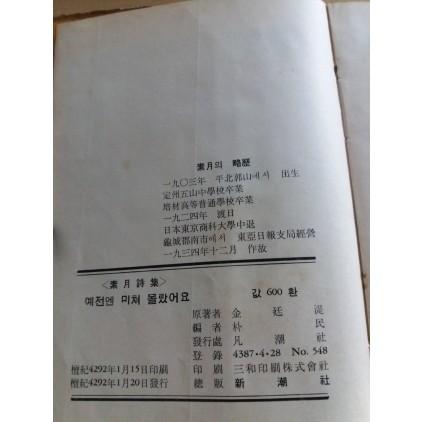 素月의 略歷
一九〇三年 平北郭山에서 出生
定州五山中學校卒業
培材高等普通學校卒業
一九二四年 渡日
日本東京商科大學中退
龜城郡南市에서 東亞日報支局經營
一九三四年十二月 作故
<素月詩集>
예전엔 미쳐 몰랐어요 값 600 환
原著者 金廷湜
編者 朴民
發行處 凡潮社
登錄 4387·4·28 No. 548
檀紀4292年1月15日印刷 印刷 三和印刷株式會社
檀紀4292年1月20日發行 總販 新潮社